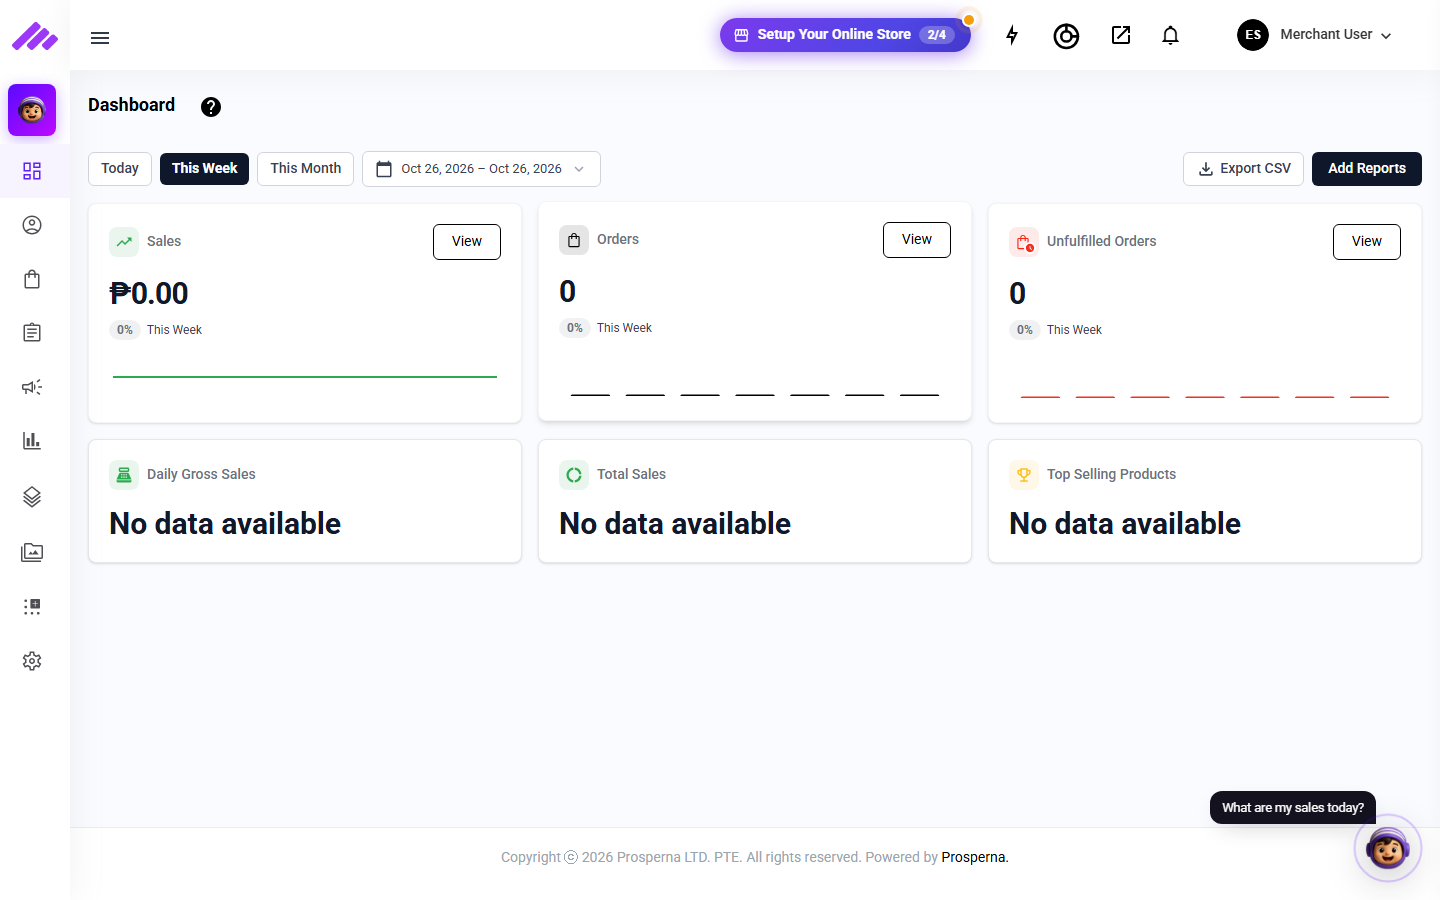 Setup Your Online Store 2/4
ES Merchant User
Dashboard
Today This Week This Month Oct 26, 2026 – Oct 26, 2026 Export CSV Add Reports
Sales View
₱0.00
0% This Week
Orders View
0
0% This Week
Unfulfilled Orders View
0
0% This Week
Daily Gross Sales
No data available
Total Sales
No data available
Top Selling Products
No data available
What are my sales today?
Copyright © 2026 Prosperna LTD. PTE. All rights reserved. Powered by Prosperna.